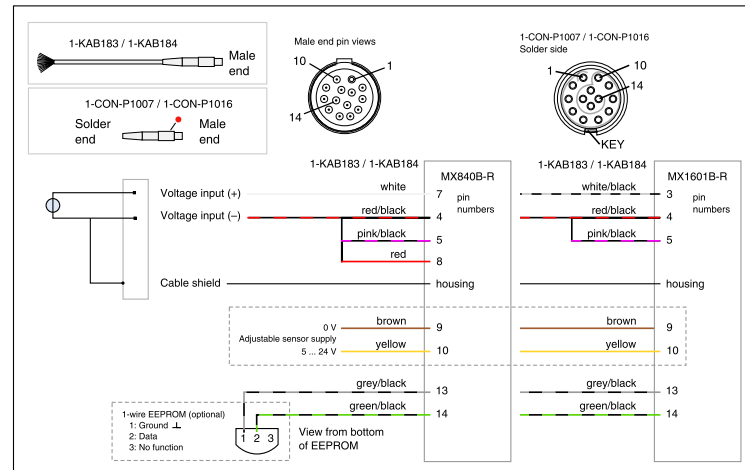 1-KAB183 / 1-KAB184
Male
end
1-CON-P1007 / 1-CON-P1016
Solder
end
Male
end
Male end pin views
10
1
14
1-CON-P1007 / 1-CON-P1016
Solder side
1
10
14
KEY
1-KAB183 / 1-KAB184
MX840B-R
1-KAB183 / 1-KAB184
MX1601B-R
Voltage input (+)
white
7
pin
numbers
white/black
3
pin
numbers
Voltage input (–)
red/black
4
red/black
4
pink/black
5
pink/black
5
red
8
Cable shield
housing
housing
0 V
brown
9
brown
9
Adjustable sensor supply
5 ... 24 V
yellow
10
yellow
10
grey/black
13
grey/black
13
green/black
14
green/black
14
1-wire EEPROM (optional)
1: Ground ⊥
2: Data
3: No function
1 2 3
View from bottom
of EEPROM